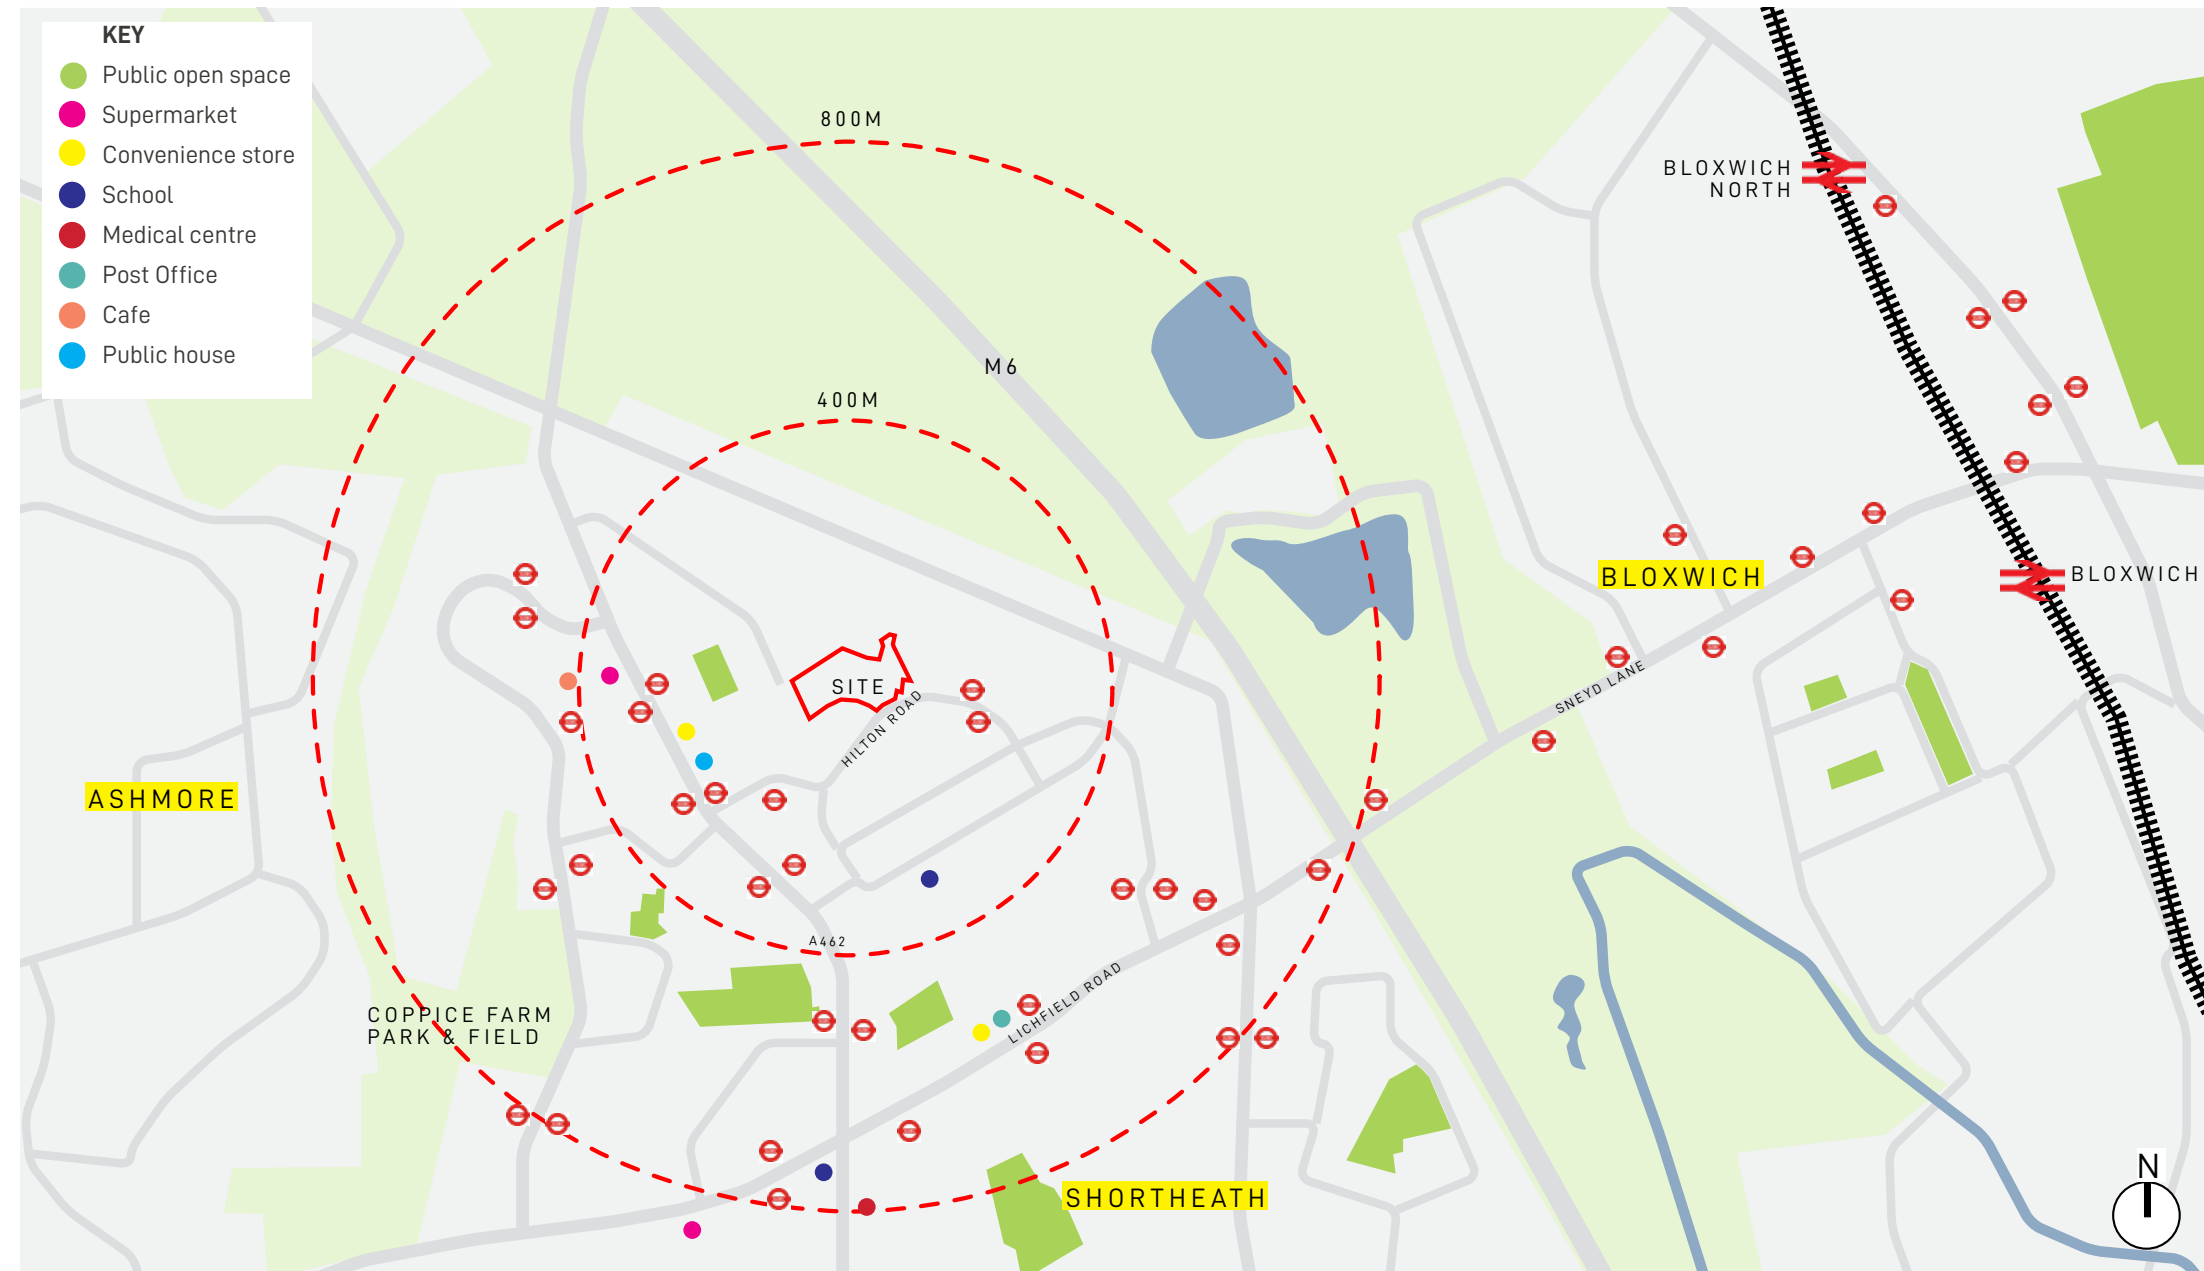 KEY
Public open space
Supermarket
Convenience store
School
Medical centre
Post Office
Cafe
Public house
800M
BLOXWICH
NORTH
M6
400M
BLOXWICH
BLOXWICH
SITE
HILTON ROAD
SNEYD LANE
ASHMORE
A462
LICHFIELD ROAD
COPPICE FARM
PARK & FIELD
SHORTHEATH
N